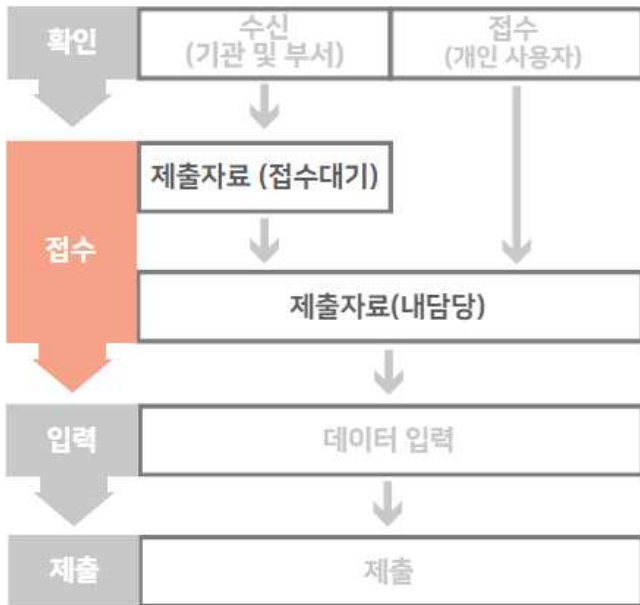 확인
수신
(기관 및 부서)
접수
(개인 사용자)
제출자료 (접수대기)
접수
제출자료(내담당)
입력
데이터 입력
제출
제출